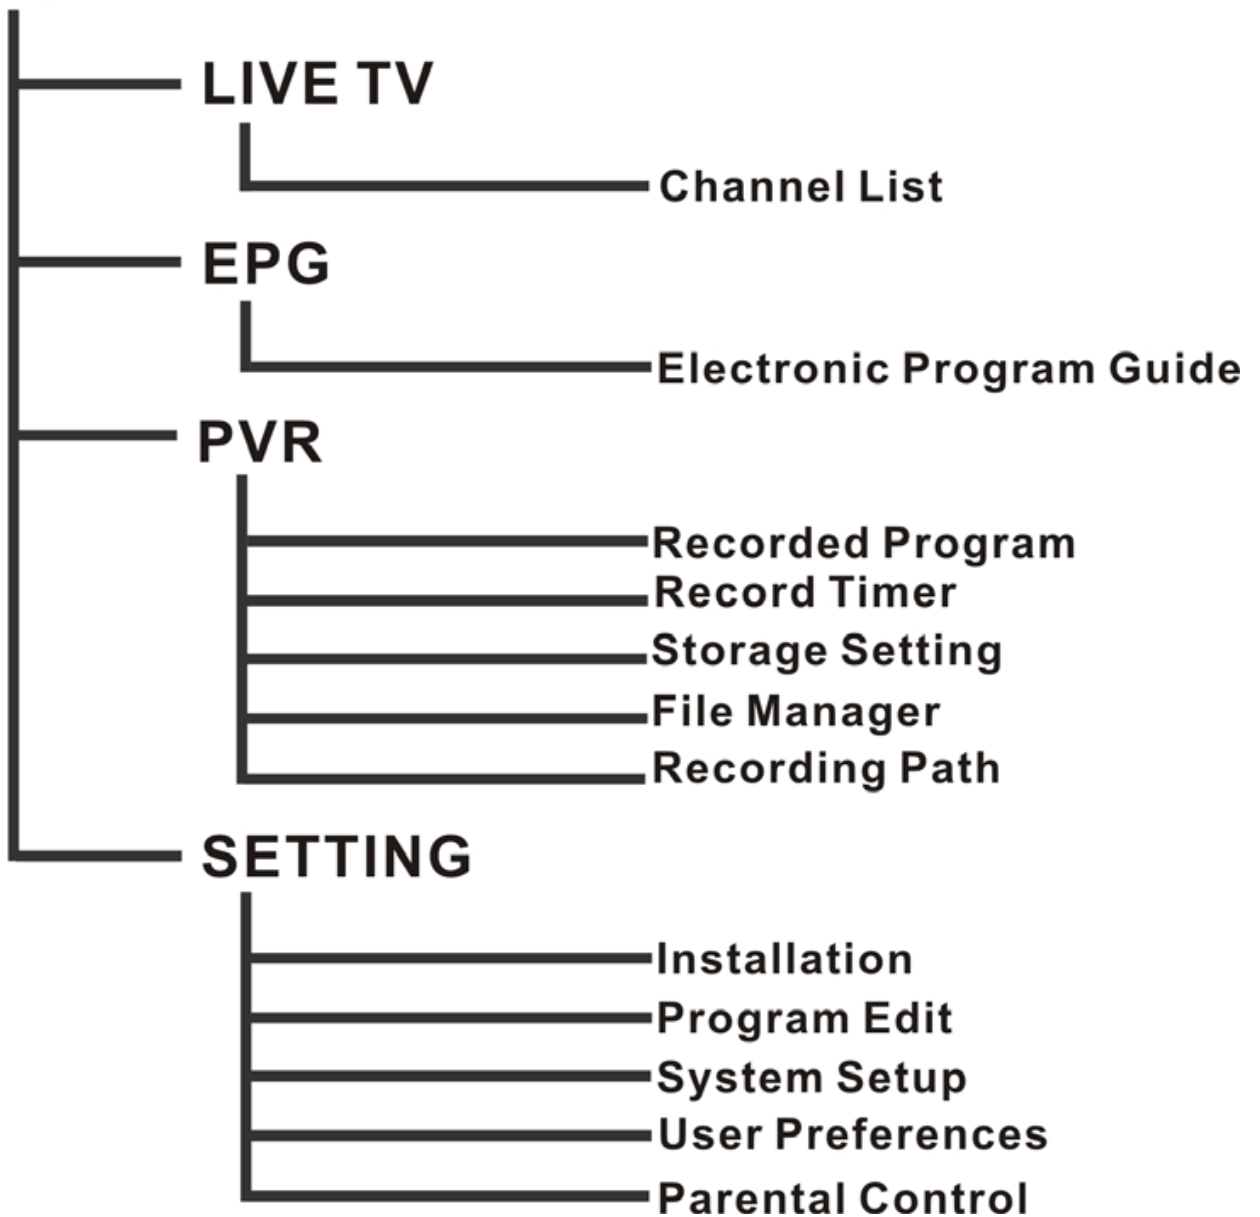 LIVE TV
Channel List
EPG
Electronic Program Guide
PVR
Recorded Program
Record Timer
Storage Setting
File Manager
Recording Path
SETTING
Installation
Program Edit
System Setup
User Preferences
Parental Control